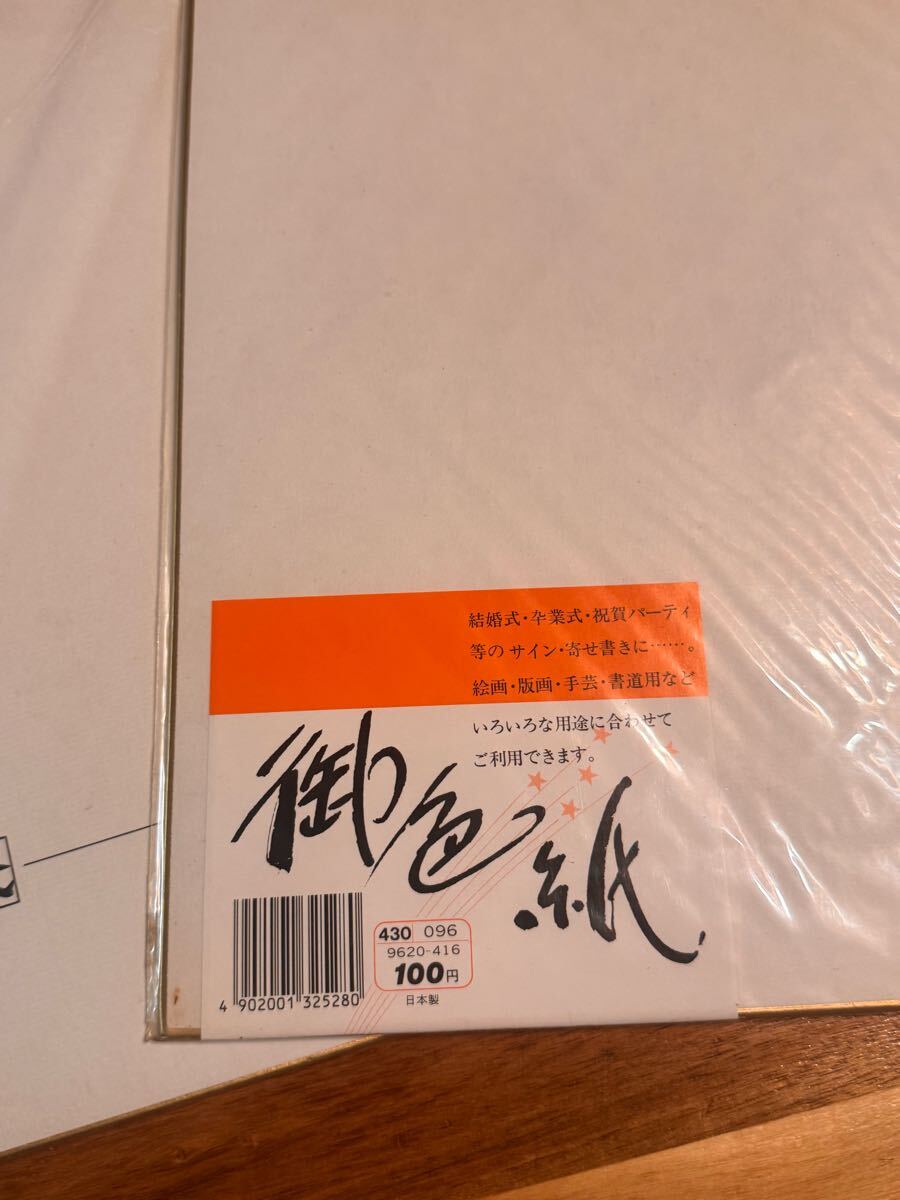 結婚式・卒業式・祝賀パーティ
等の サイン・寄せ書きに……。
絵画・版画・手芸・書道用など
いろいろな用途に合わせて
ご利用できます。
御色紙
430 096
9620-416
100円
日本製
4 902001 325280